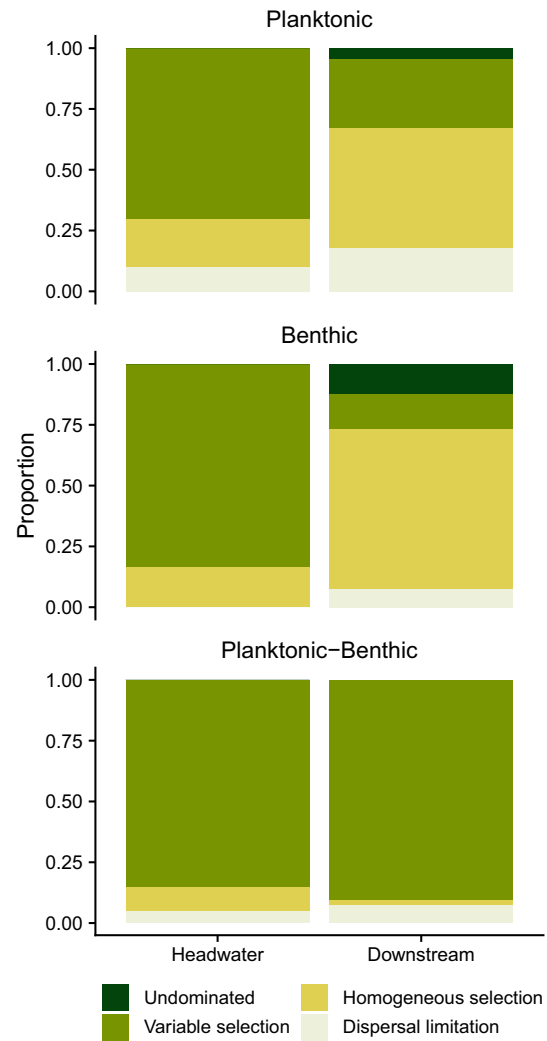 Planktonic
1.00
0.75
0.50
0.25
0.00
Benthic
1.00
0.75
0.50
0.25
0.00
Proportion
Planktonic−Benthic
1.00
0.75
0.50
0.25
0.00
Headwater Downstream
Undominated Homogeneous selection
Variable selection Dispersal limitation